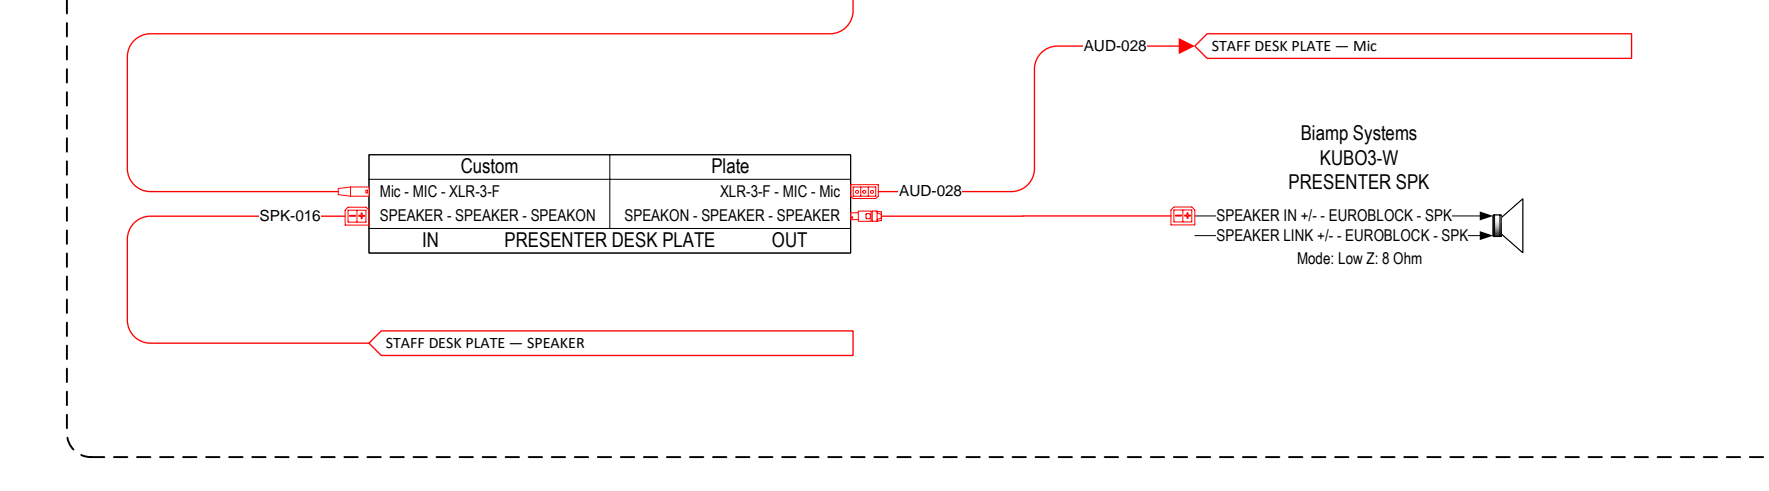 AUD-028
STAFF DESK PLATE — Mic
Biamp Systems
KUBO3-W
PRESENTER SPK
Custom
Plate
Mic - MIC - XLR-3-F
XLR-3-F - MIC - Mic
AUD-028
SPK-016
SPEAKER - SPEAKER - SPEAKON
SPEAKON - SPEAKER - SPEAKER
SPEAKER IN +/- - EUROBLOCK - SPK
SPEAKER LINK +/- - EUROBLOCK - SPK
IN
PRESENTER DESK PLATE
OUT
Mode: Low Z: 8 Ohm
STAFF DESK PLATE — SPEAKER